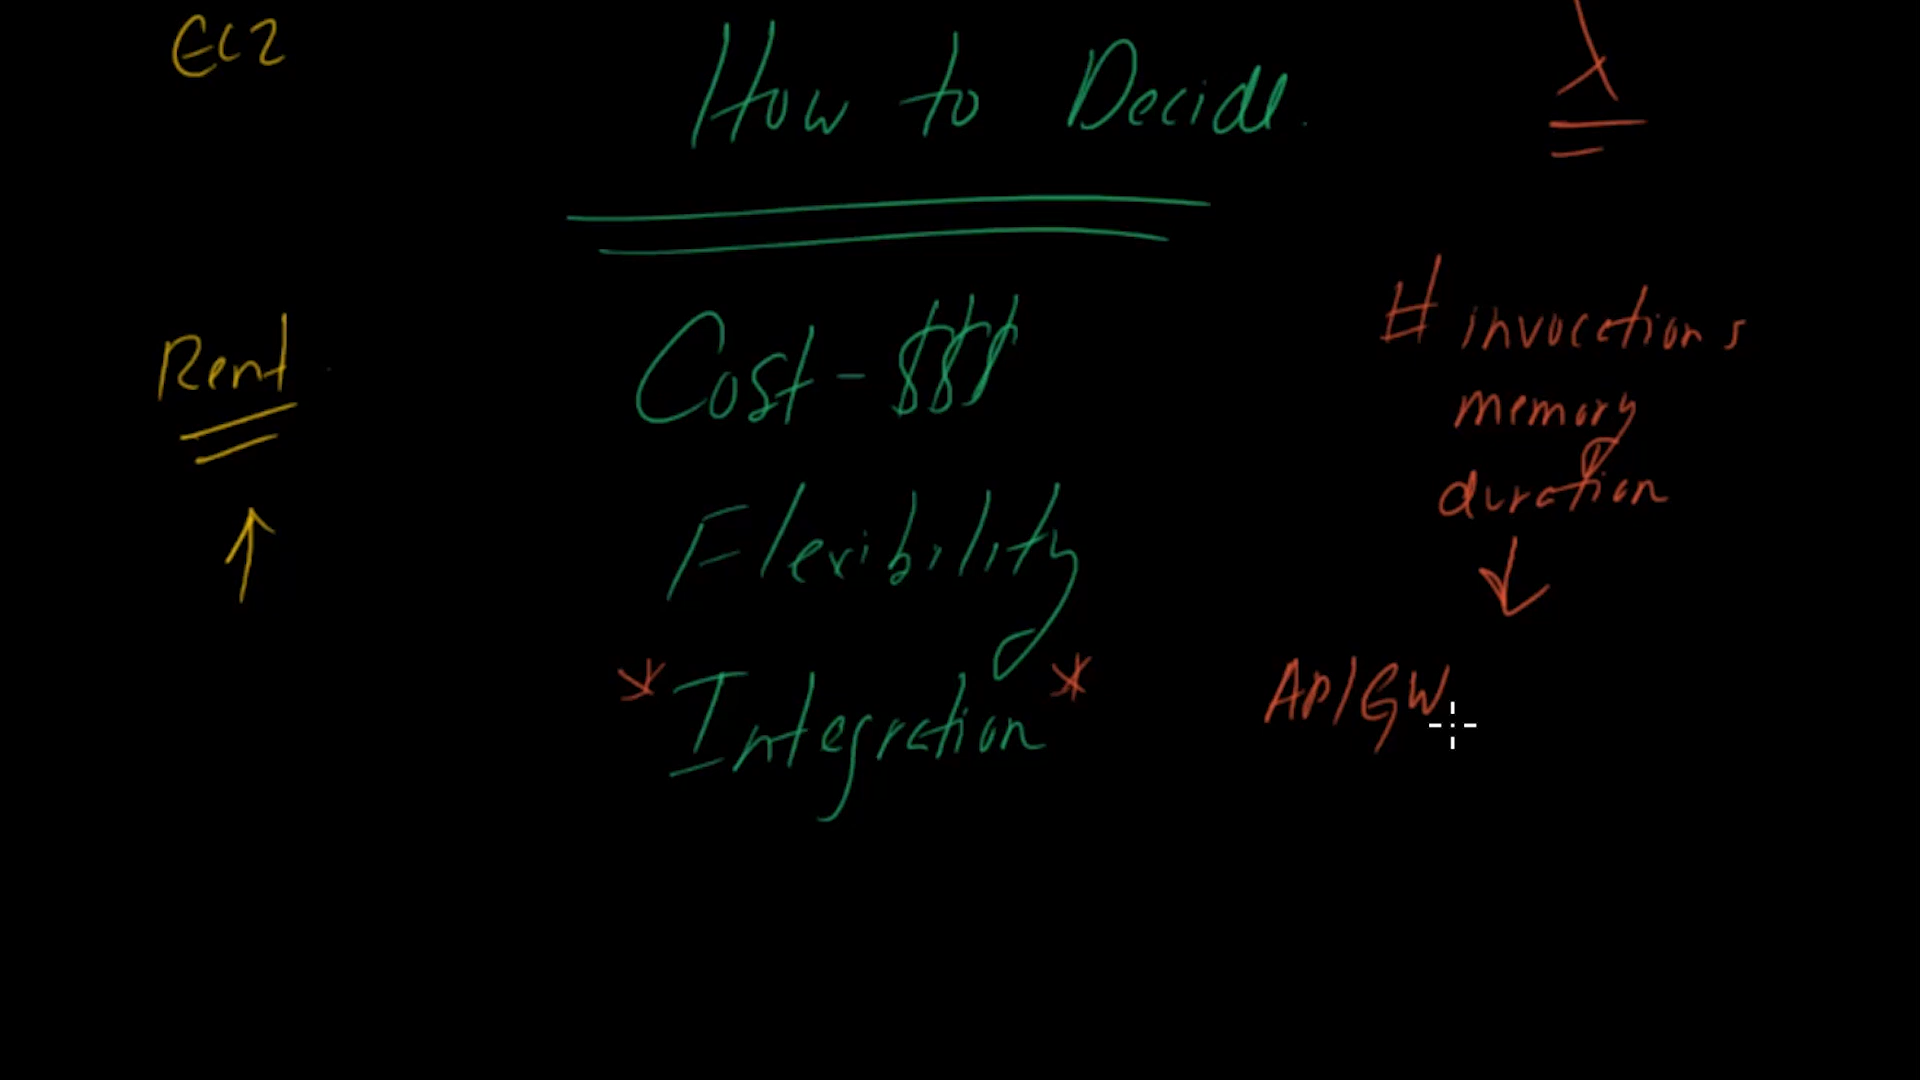 EC2
How to Decide.
λ
Cost - $$$
# invocations
Rent
memory
duration
Flexibility
* Integration *
API GW